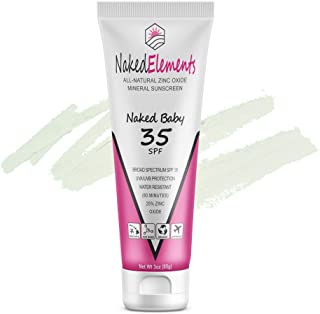 NakedElements
ALL-NATURAL ZINC OXIDE
MINERAL SUNSCREEN
Naked Baby
35
SPF
BROAD SPECTRUM SPF 35
UVA/UVB PROTECTION
WATER RESISTANT
(80 MINUTES)
25% ZINC
OXIDE
Net Wt 3oz (85g)